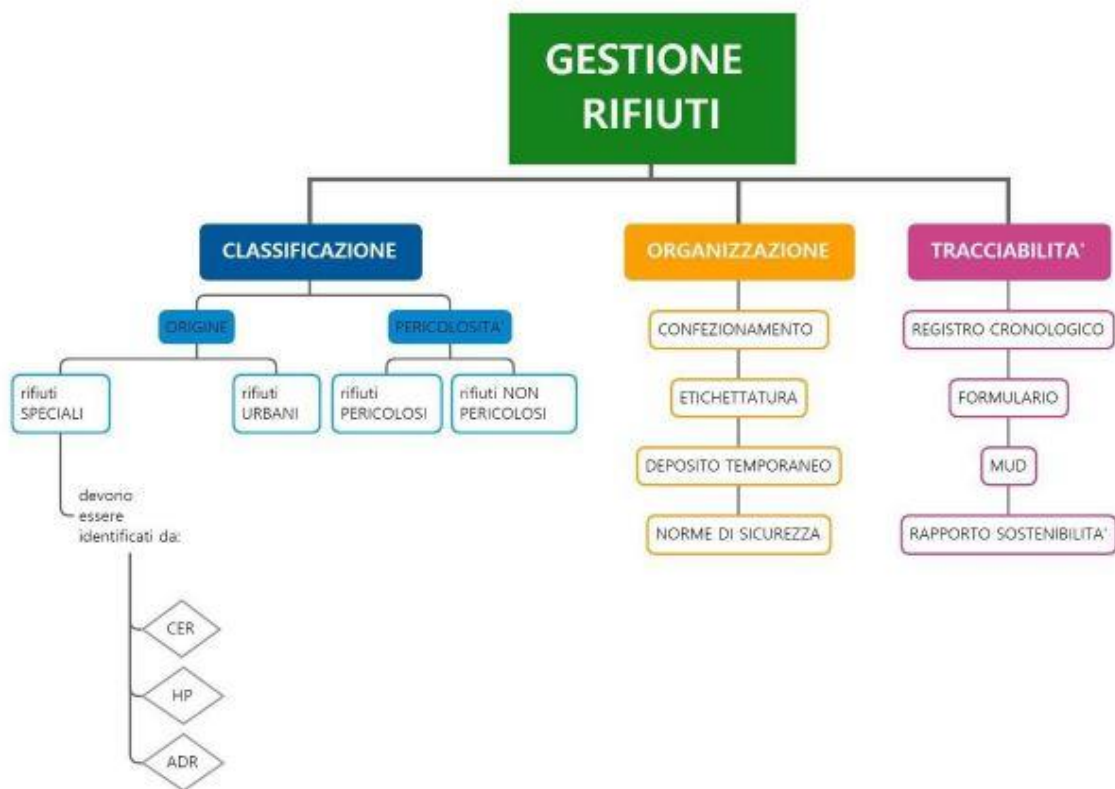 GESTIONE
RIFIUTI
CLASSIFICAZIONE
ORGANIZZAZIONE
TRACCIABILITA'
ORIGINE
PERICOLOSITA'
CONFEZIONAMENTO
REGISTRO CRONOLOGICO
rifiuti
SPECIALI
rifiuti
URBANI
rifiuti
PERICOLOSI
rifiuti NON
PERICOLOSI
ETICHETTATURA
FORMULARIO
DEPOSITO TEMPORANEO
MUD
devono
essere
identificati da:
NORME DI SICUREZZA
RAPPORTO SOSTENIBILITA'
CER
HP
ADR